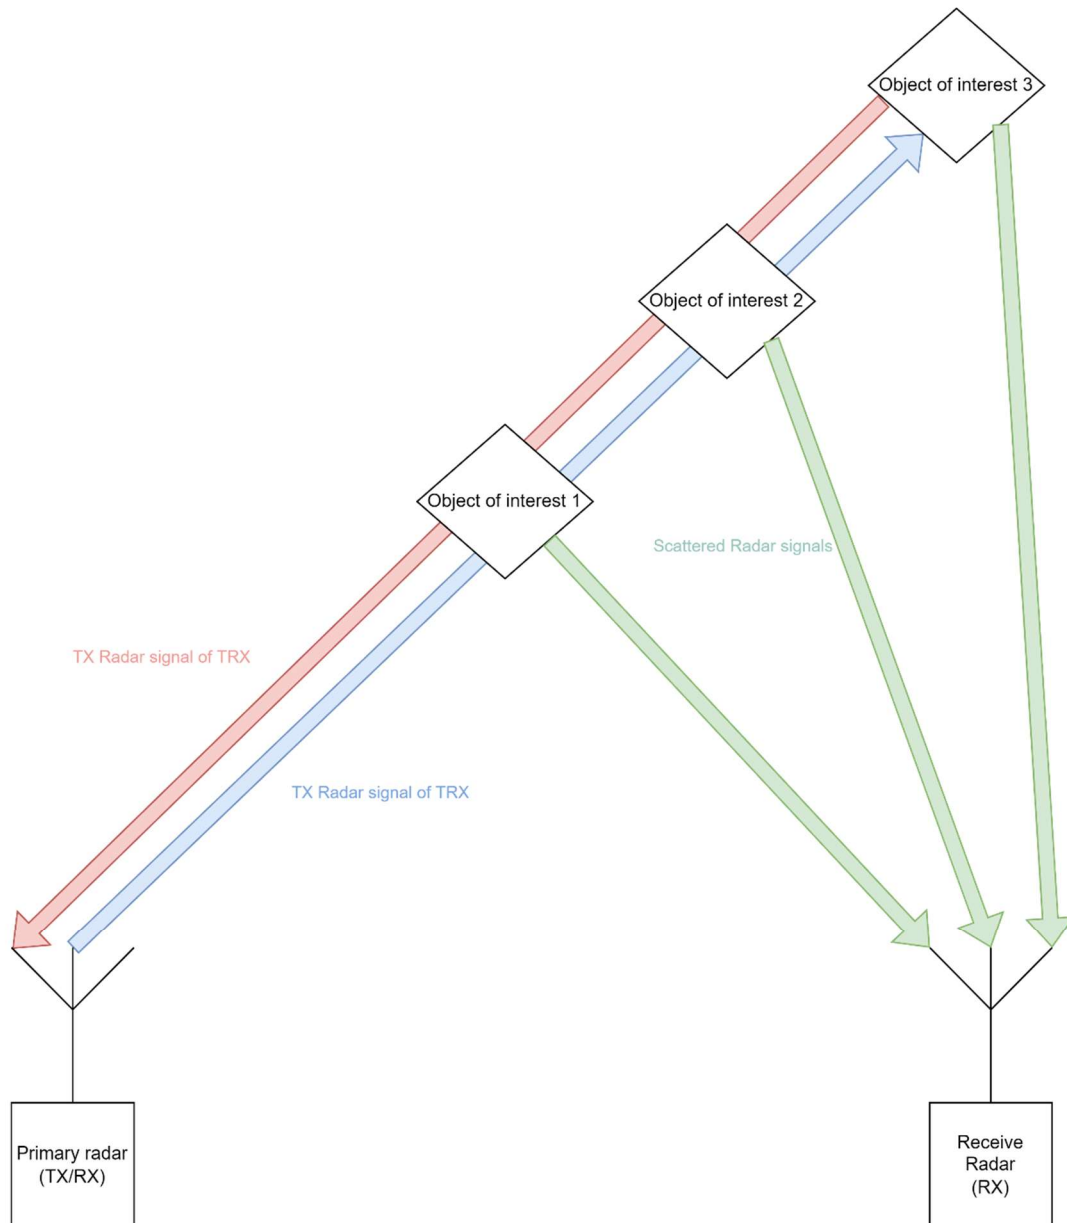 Object of interest 3
Object of interest 2
Object of interest 1
Scattered Radar signals
TX Radar signal of TRX
TX Radar signal of TRX
Primary radar
(TX/RX)
Receive
Radar
(RX)